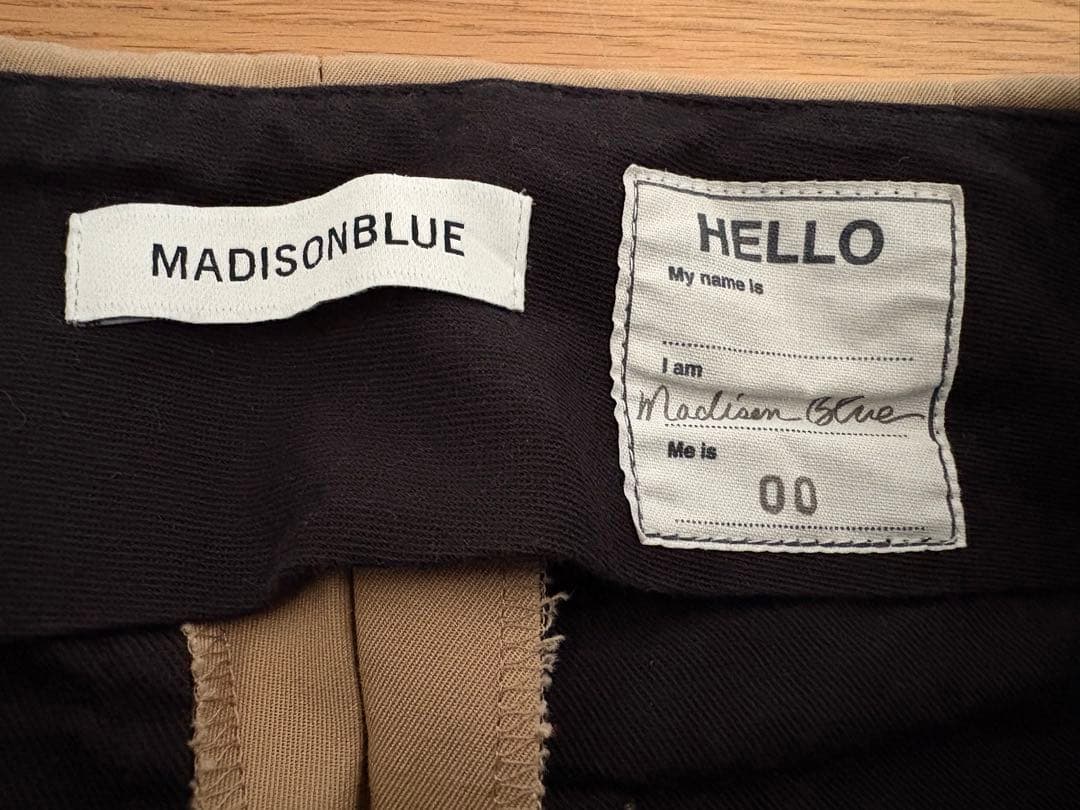 MADISONBLUE
HELLO
My name is
I am
Madison Blue
Me is
00